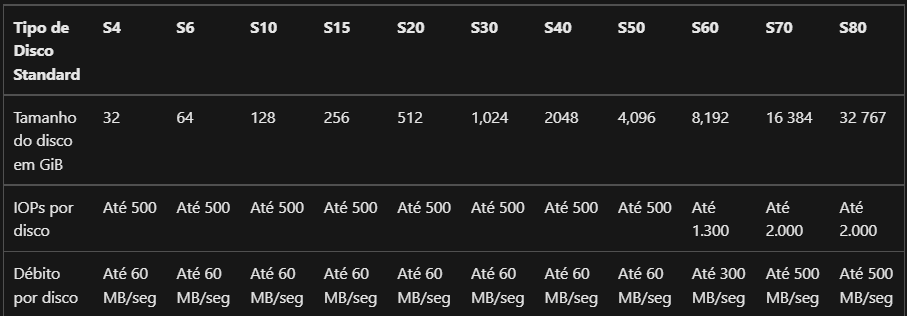 Tipo de Disco Standard S4 S6 S10 S15 S20 S30 S40 S50 S60 S70 S80
Tamanho do disco em GiB 32 64 128 256 512 1,024 2048 4,096 8,192 16 384 32 767
IOPs por disco Até 500 Até 500 Até 500 Até 500 Até 500 Até 500 Até 500 Até 500 Até 1.300 Até 2.000 Até 2.000
Débito por disco Até 60 MB/seg Até 60 MB/seg Até 60 MB/seg Até 60 MB/seg Até 60 MB/seg Até 60 MB/seg Até 60 MB/seg Até 60 MB/seg Até 300 MB/seg Até 500 MB/seg Até 500 MB/seg